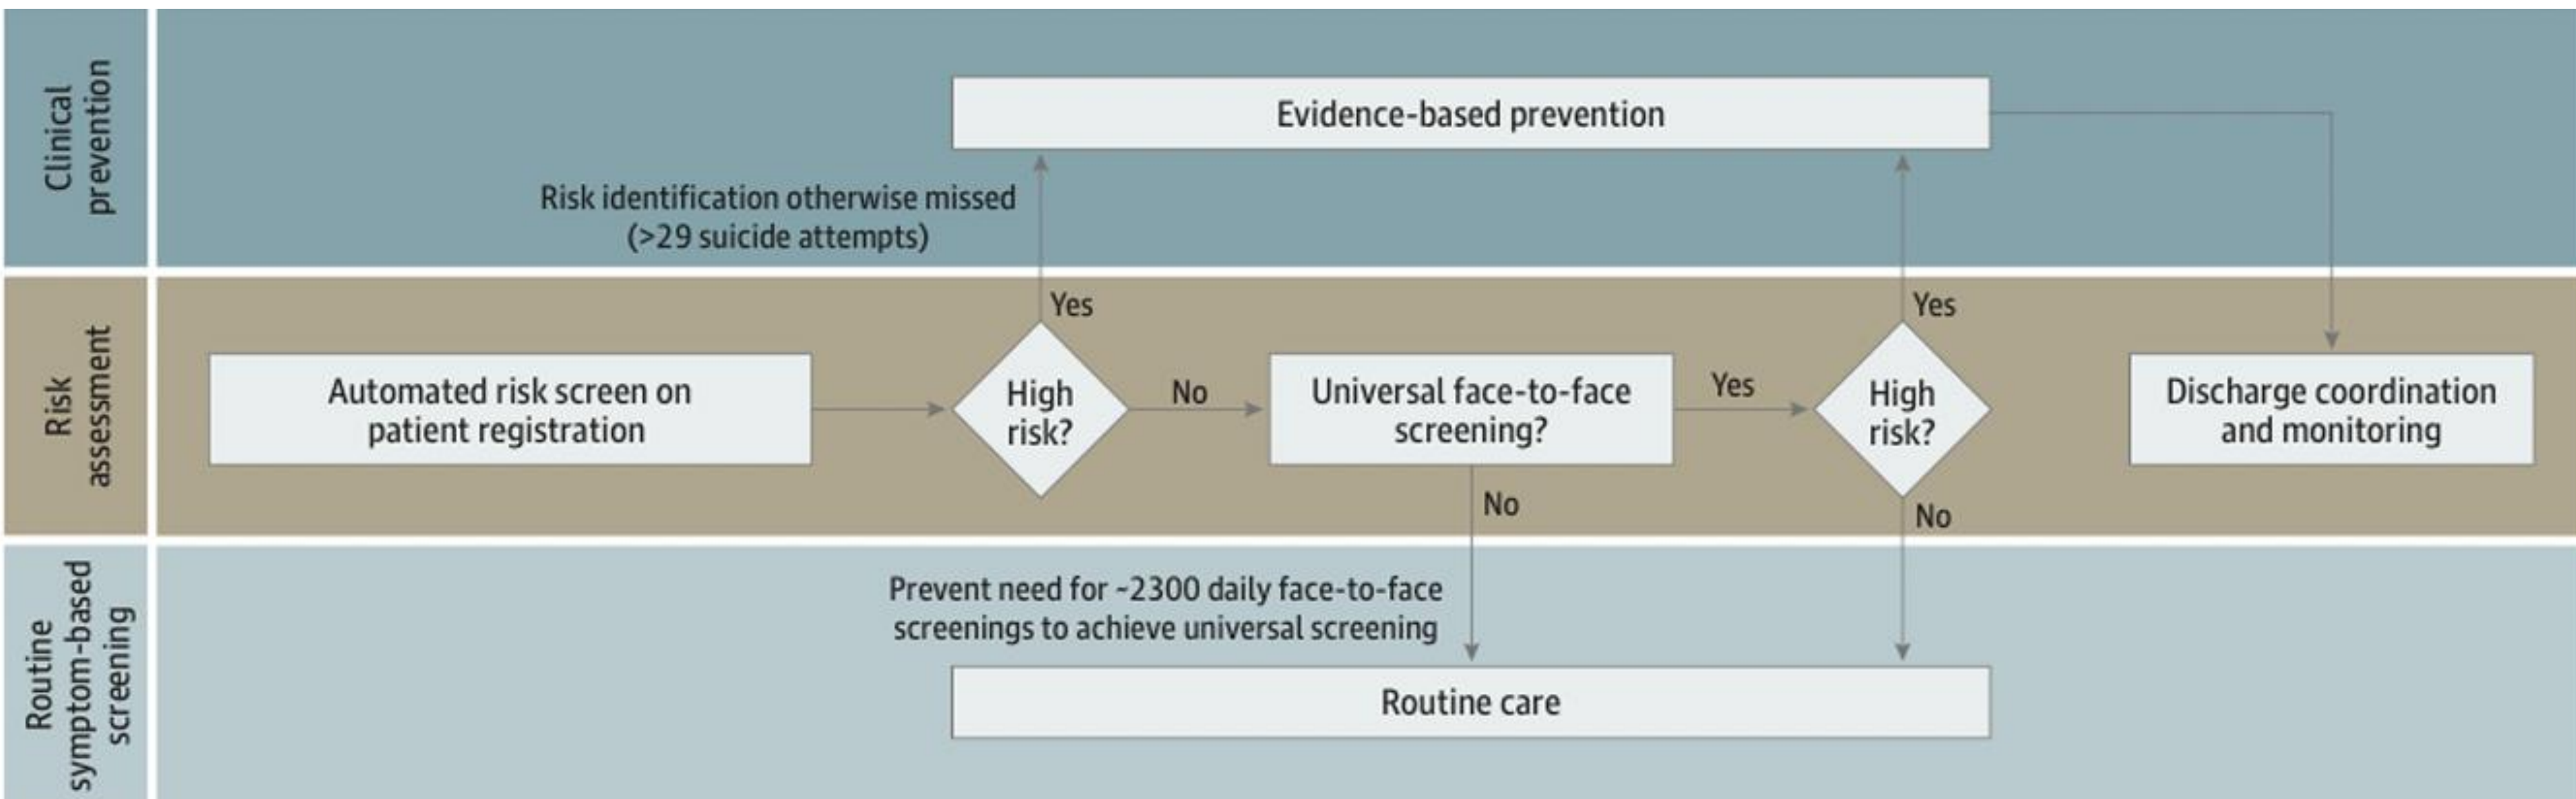 Clinical
prevention
Evidence-based prevention
Risk identification otherwise missed
(>29 suicide attempts)
Risk
assessment
Automated risk screen on
patient registration
High
risk?
Yes
No
Universal face-to-face
screening?
Yes
No
High
risk?
Yes
No
Discharge coordination
and monitoring
Routine
symptom-based
screening
Prevent need for ~2300 daily face-to-face
screenings to achieve universal screening
Routine care